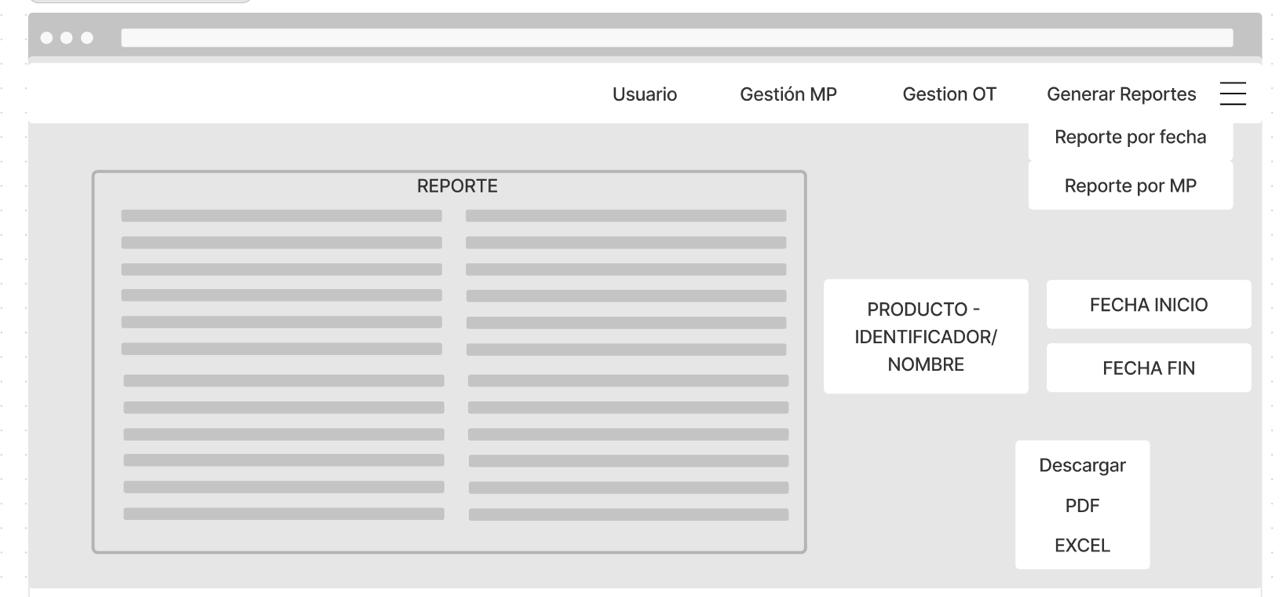 Usuario
Gestión MP
Gestion OT
Generar Reportes
Reporte por fecha
Reporte por MP
REPORTE
PRODUCTO -
IDENTIFICADOR/
NOMBRE
FECHA INICIO
FECHA FIN
Descargar
PDF
EXCEL